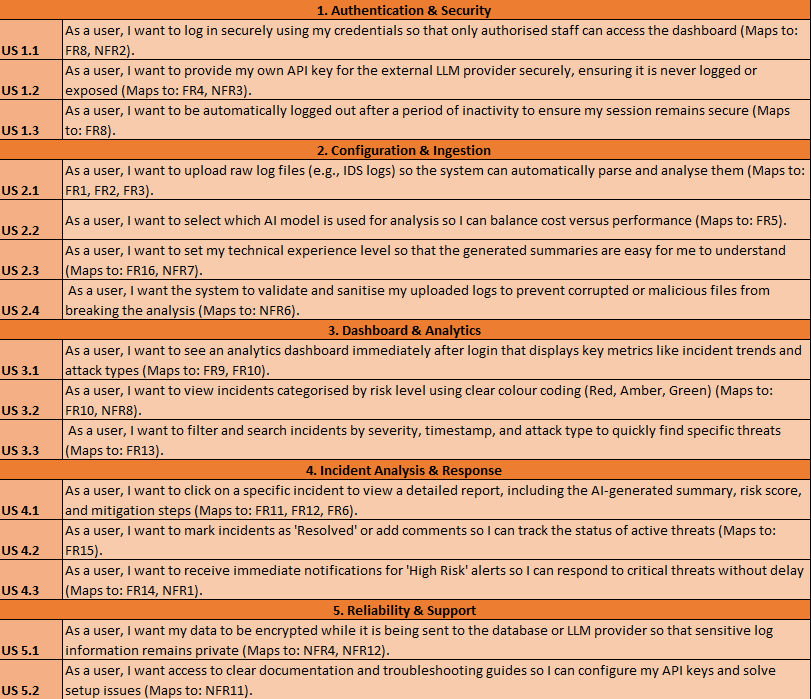 1. Authentication & Security
As a user, I want to log in securely using my credentials so that only authorised staff can access the dashboard (Maps to:
US 1.1 FR8, NFR2).
As a user, I want to provide my own API key for the external LLM provider securely, ensuring it is never logged or
US 1.2 exposed (Maps to: FR4, NFR3).
As a user, I want to be automatically logged out after a period of inactivity to ensure my session remains secure (Maps
US 1.3 to: FR8).
2. Configuration & Ingestion
As a user, I want to upload raw log files (e.g., IDS logs) so the system can automatically parse and analyse them (Maps to:
US 2.1 FR1, FR2, FR3).
As a user, I want to select which AI model is used for analysis so I can balance cost versus performance (Maps to: FR5).
US 2.2
As a user, I want to set my technical experience level so that the generated summaries are easy for me to understand
US 2.3 (Maps to: FR16, NFR7).
As a user, I want the system to validate and sanitise my uploaded logs to prevent corrupted or malicious files from
US 2.4 breaking the analysis (Maps to: NFR6).
3. Dashboard & Analytics
As a user, I want to see an analytics dashboard immediately after login that displays key metrics like incident trends and
US 3.1 attack types (Maps to: FR9, FR10).
As a user, I want to view incidents categorised by risk level using clear colour coding (Red, Amber, Green) (Maps to:
US 3.2 FR10, NFR8).
As a user, I want to filter and search incidents by severity, timestamp, and attack type to quickly find specific threats
US 3.3 (Maps to: FR13).
4. Incident Analysis & Response
As a user, I want to click on a specific incident to view a detailed report, including the AI-generated summary, risk score,
US 4.1 and mitigation steps (Maps to: FR11, FR12, FR6).
As a user, I want to mark incidents as 'Resolved' or add comments so I can track the status of active threats (Maps to:
US 4.2 FR15).
As a user, I want to receive immediate notifications for 'High Risk' alerts so I can respond to critical threats without delay
US 4.3 (Maps to: FR14, NFR1).
5. Reliability & Support
As a user, I want my data to be encrypted while it is being sent to the database or LLM provider so that sensitive log
US 5.1 information remains private (Maps to: NFR4, NFR12).
As a user, I want access to clear documentation and troubleshooting guides so I can configure my API keys and solve
US 5.2 setup issues (Maps to: NFR11).